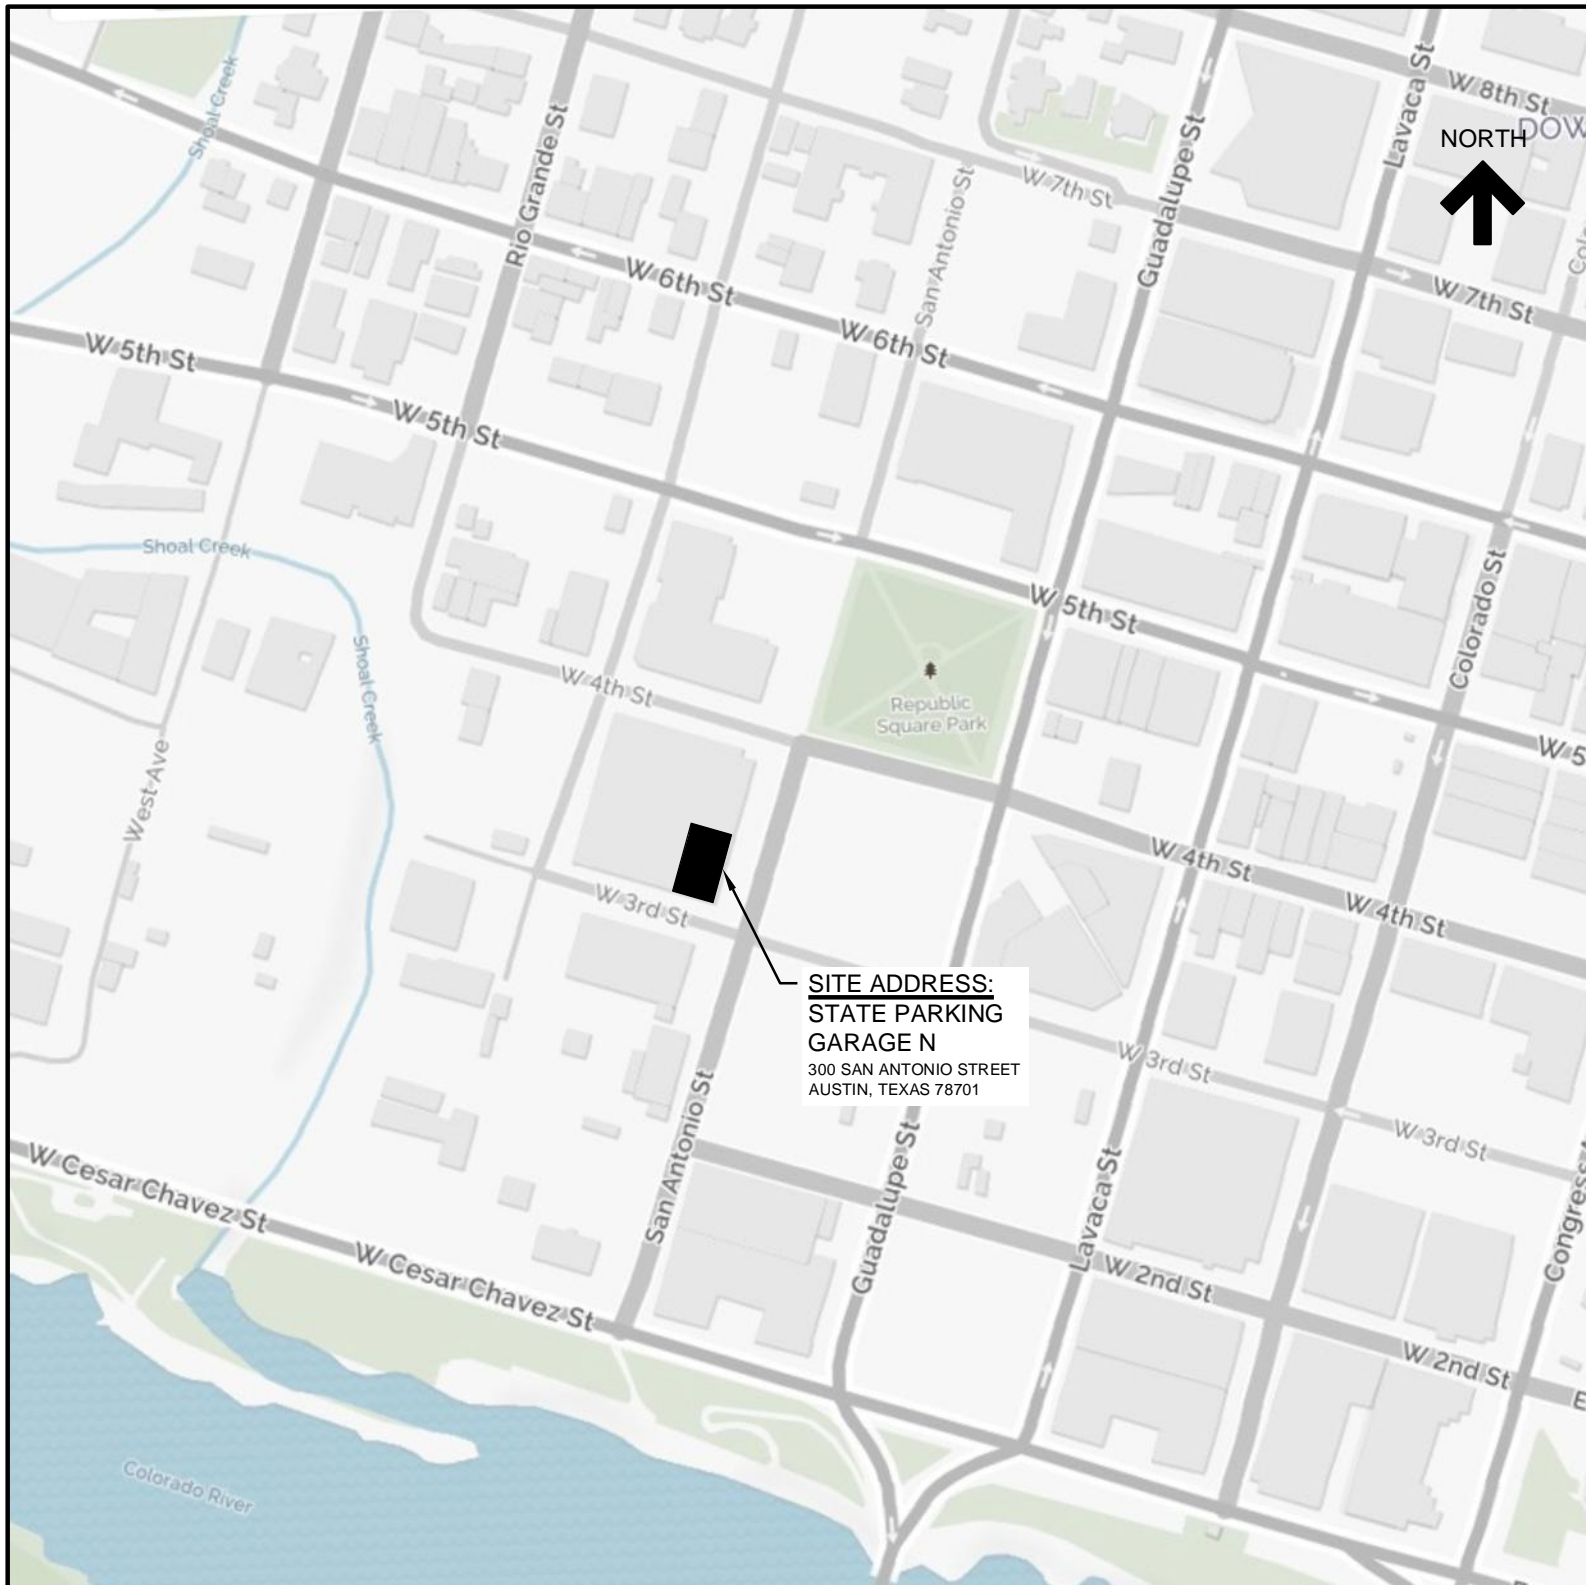 Shoal Creek
Rio Grande St
Guadalupe St
Lavaca St
W 8th St
DOW
NORTH
W 7th St
San Antonio St
W 7th St
W 6th St
W 6th St
W 5th St
W 5th St
Shoal Creek
Shoal Creek
W 5th St
Colorado St
W 5
W 4th St
Republic
Square Park
West Ave
W 4th St
W 4th St
W 3rd St
SITE ADDRESS:
STATE PARKING
GARAGE N
300 SAN ANTONIO STREET
AUSTIN, TEXAS 78701
W 3rd St
W 3rd St
San Antonio St
Guadalupe St
Lavaca St
Congress
W Cesar Chavez St
W Cesar Chavez St
W 2nd St
W 2nd St
E
Colorado River